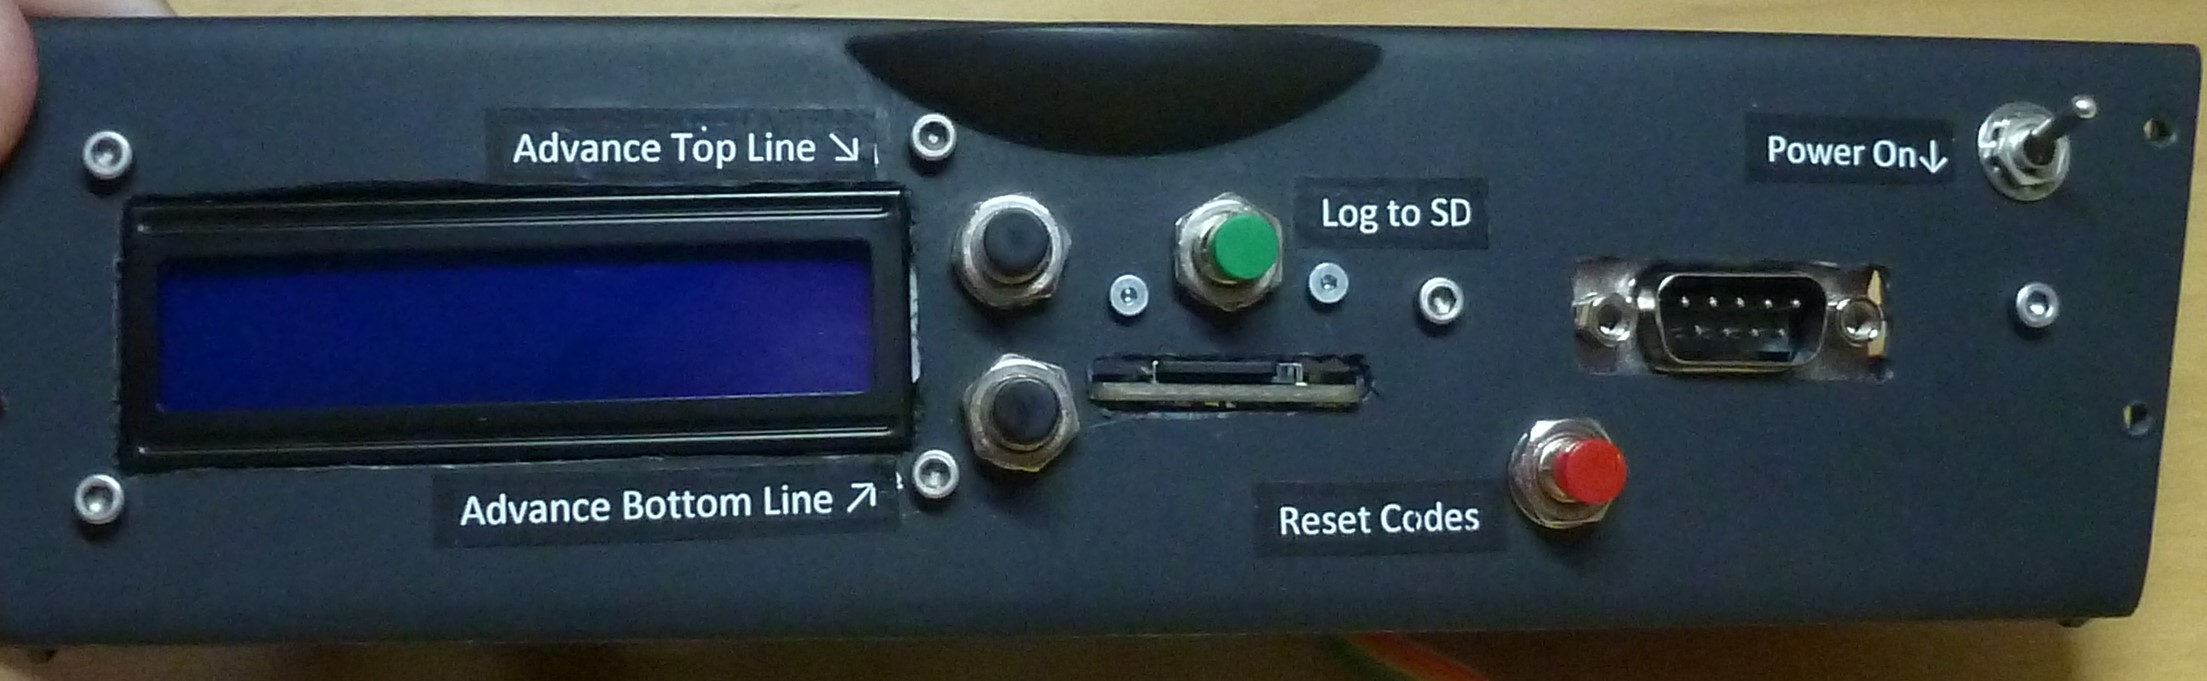 Advance Top Line ↘
Log to SD
Power On↓
Advance Bottom Line ↗
Reset Codes